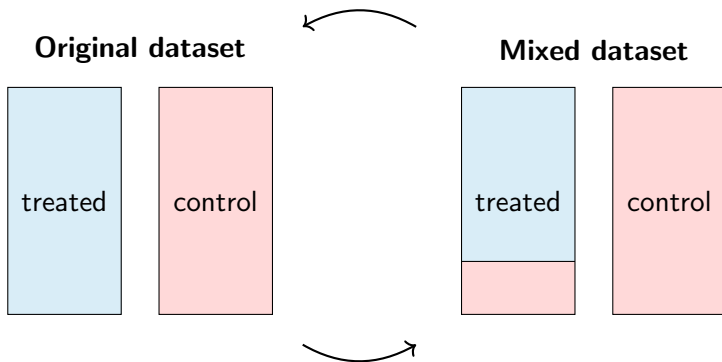 Original dataset
Mixed dataset
treated
control
treated
control